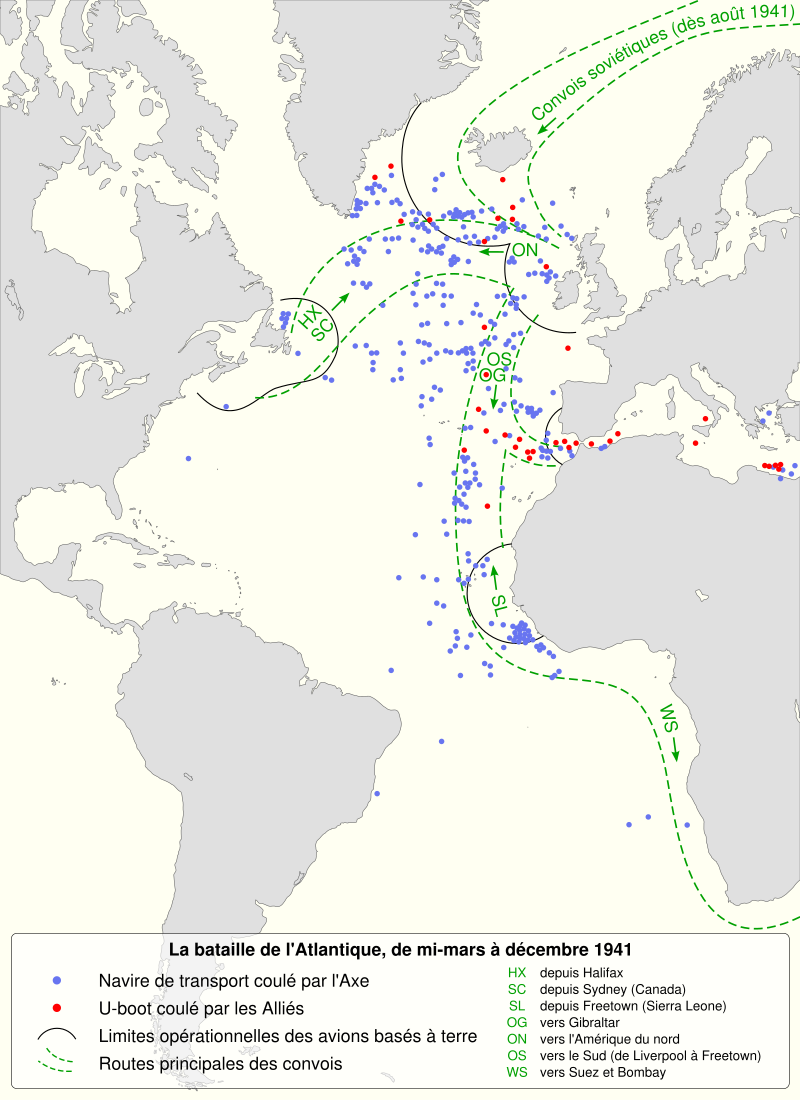 Convois soviétiques (dès août 1941)
ON
HX
SC
OS
OG
SL
WS
La bataille de l'Atlantique, de mi-mars à décembre 1941
Navire de transport coulé par l'Axe
U-boot coulé par les Alliés
Limites opérationnelles des avions basés à terre
Routes principales des convois
HX depuis Halifax
SC depuis Sydney (Canada)
SL depuis Freetown (Sierra Leone)
OG vers Gibraltar
ON vers l'Amérique du nord
OS vers le Sud (de Liverpool à Freetown)
WS vers Suez et Bombay